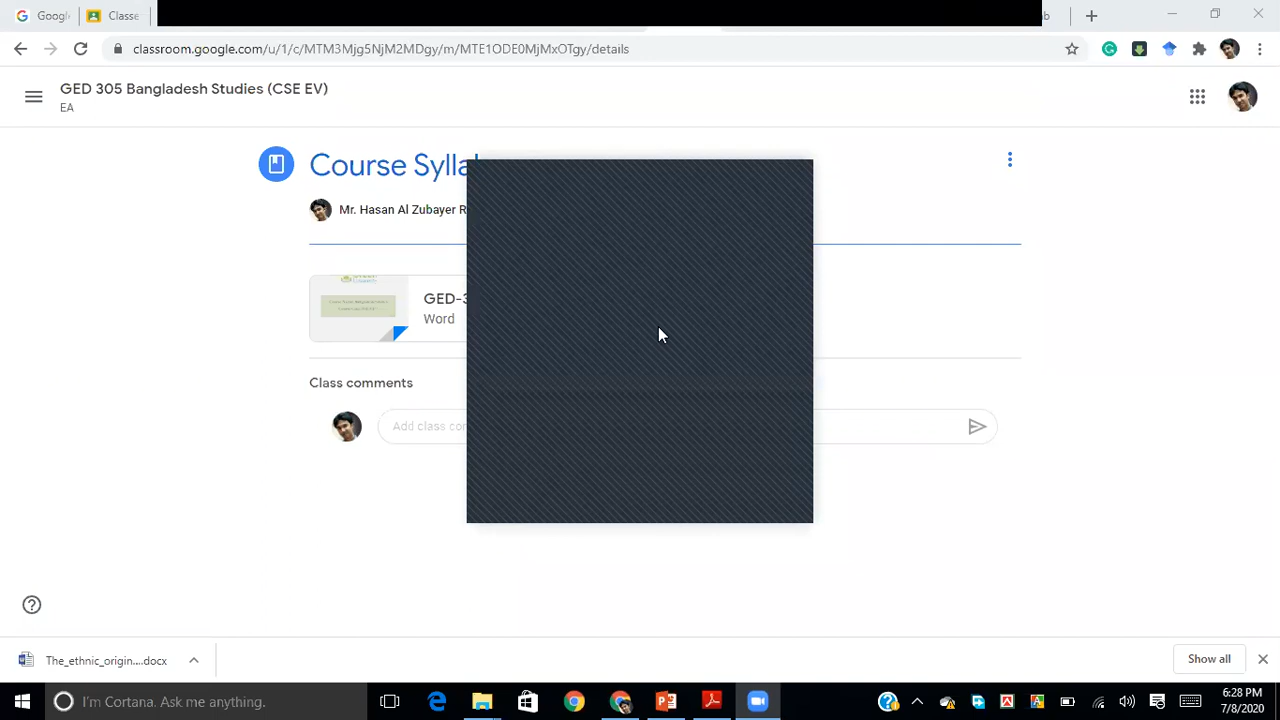 Googl
Classe
classroom.google.com/u/1/c/MTM3Mjg5NjM2MDgy/m/MTE1ODE0MjMxOTgy/details
GED 305 Bangladesh Studies (CSE EV)
EA
Course Sylla
Mr. Hasan Al Zubayer R
GED-3
Word
Class comments
Add class cor
The_ethnic_origin....docx
Show all
I'm Cortana. Ask me anything.
6:28 PM
7/8/2020